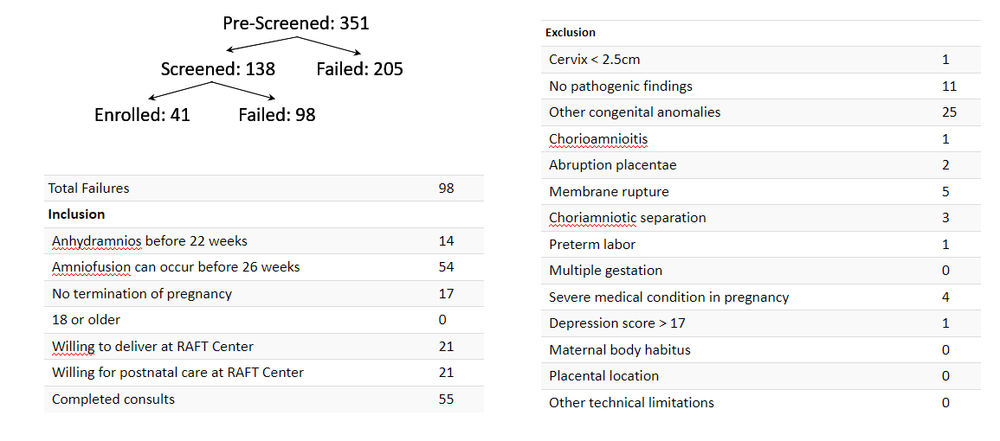 Pre-Screened: 351
Screened: 138
Failed: 205
Enrolled: 41
Failed: 98
Total Failures 98
Inclusion
Anhydramnios before 22 weeks 14
Amniofusion can occur before 26 weeks 54
No termination of pregnancy 17
18 or older 0
Willing to deliver at RAFT Center 21
Willing for postnatal care at RAFT Center 21
Completed consults 55
Exclusion
Cervix < 2.5cm 1
No pathogenic findings 11
Other congenital anomalies 25
Chorioamnioitis 1
Abruption placentae 2
Membrane rupture 5
Choriamniotic separation 3
Preterm labor 1
Multiple gestation 0
Severe medical condition in pregnancy 4
Depression score > 17 1
Maternal body habitus 0
Placental location 0
Other technical limitations 0